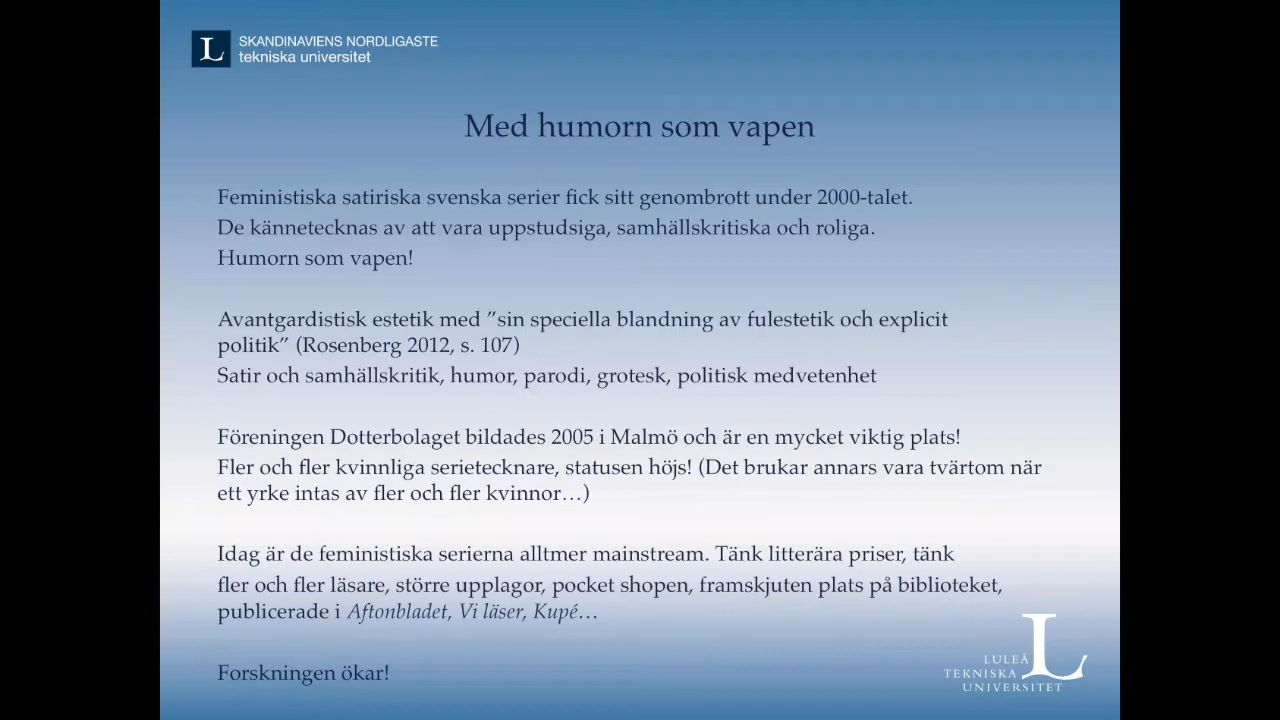 SKANDINAVIENS NORDLIGASTE
tekniska universitet
Med humorn som vapen
Feministiska satiriska svenska serier fick sitt genombrott under 2000-talet.
De kännetecknas av att vara uppstudsiga, samhällskritiska och roliga.
Humorn som vapen!
Avantgardistisk estetik med ”sin speciella blandning av fulestetik och explicit
politik” (Rosenberg 2012, s. 107)
Satir och samhällskritik, humor, parodi, grotesk, politisk medvetenhet
Föreningen Dotterbolaget bildades 2005 i Malmö och är en mycket viktig plats!
Fler och fler kvinnliga serietecknare, statusen höjs! (Det brukar annars vara tvärtom när
ett yrke intas av fler och fler kvinnor…)
Idag är de feministiska serierna alltmer mainstream. Tänk litterära priser, tänk
fler och fler läsare, större upplagor, pocket shopen, framskjuten plats på biblioteket,
publicerade i Aftonbladet, Vi läser, Kupé…
Forskningen ökar!
L
LULEÅ
TEKNISKA
UNIVERSITET
L